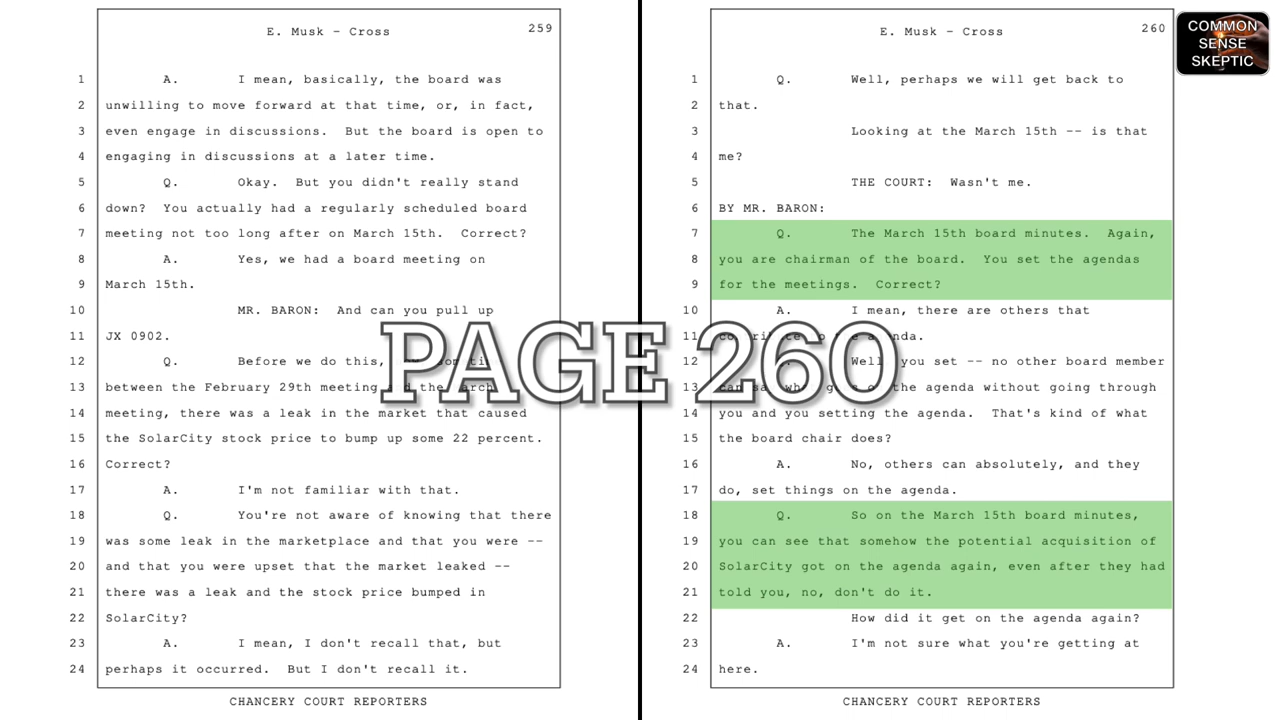 E. Musk - Cross 259
1 A. I mean, basically, the board was
2 unwilling to move forward at that time, or, in fact,
3 even engage in discussions. But the board is open to
4 engaging in discussions at a later time.
5 Q. Okay. But you didn't really stand
6 down? You actually had a regularly scheduled board
7 meeting not too long after on March 15th. Correct?
8 A. Yes, we had a board meeting on
9 March 15th.
10 MR. BARON: And can you pull up
11 JX 0902.
12 Q. Before we do this,
13 between the February 29th meeting
14 meeting, there was a leak in the market that caused
15 the SolarCity stock price to bump up some 22 percent.
16 Correct?
17 A. I'm not familiar with that.
18 Q. You're not aware of knowing that there
19 was some leak in the marketplace and that you were --
20 and that you were upset that the market leaked --
21 there was a leak and the stock price bumped in
22 SolarCity?
23 A. I mean, I don't recall that, but
24 perhaps it occurred. But I don't recall it.
CHANCERY COURT REPORTERS
PAGE 260
E. Musk - Cross 260
1 Q. Well, perhaps we will get back to
2 that.
3 Looking at the March 15th -- is that
4 me?
5 THE COURT: Wasn't me.
6 BY MR. BARON:
7 Q. The March 15th board minutes. Again,
8 you are chairman of the board. You set the agendas
9 for the meetings. Correct?
10 A. I mean, there are others that
11
12 you set -- no other board member
13 the agenda without going through
14 you and you setting the agenda. That's kind of what
15 the board chair does?
16 A. No, others can absolutely, and they
17 do, set things on the agenda.
18 Q. So on the March 15th board minutes,
19 you can see that somehow the potential acquisition of
20 SolarCity got on the agenda again, even after they had
21 told you, no, don't do it.
22 How did it get on the agenda again?
23 A. I'm not sure what you're getting at
24 here.
CHANCERY COURT REPORTERS
COMMON
SENSE
SKEPTIC